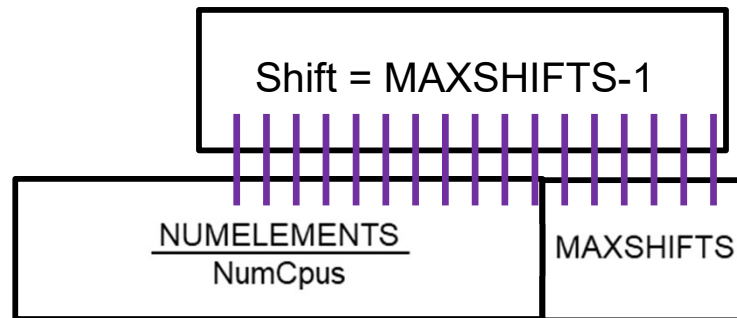 Shift = MAXSHIFTS-1
NUMELEMENTS
NumCpus
MAXSHIFTS